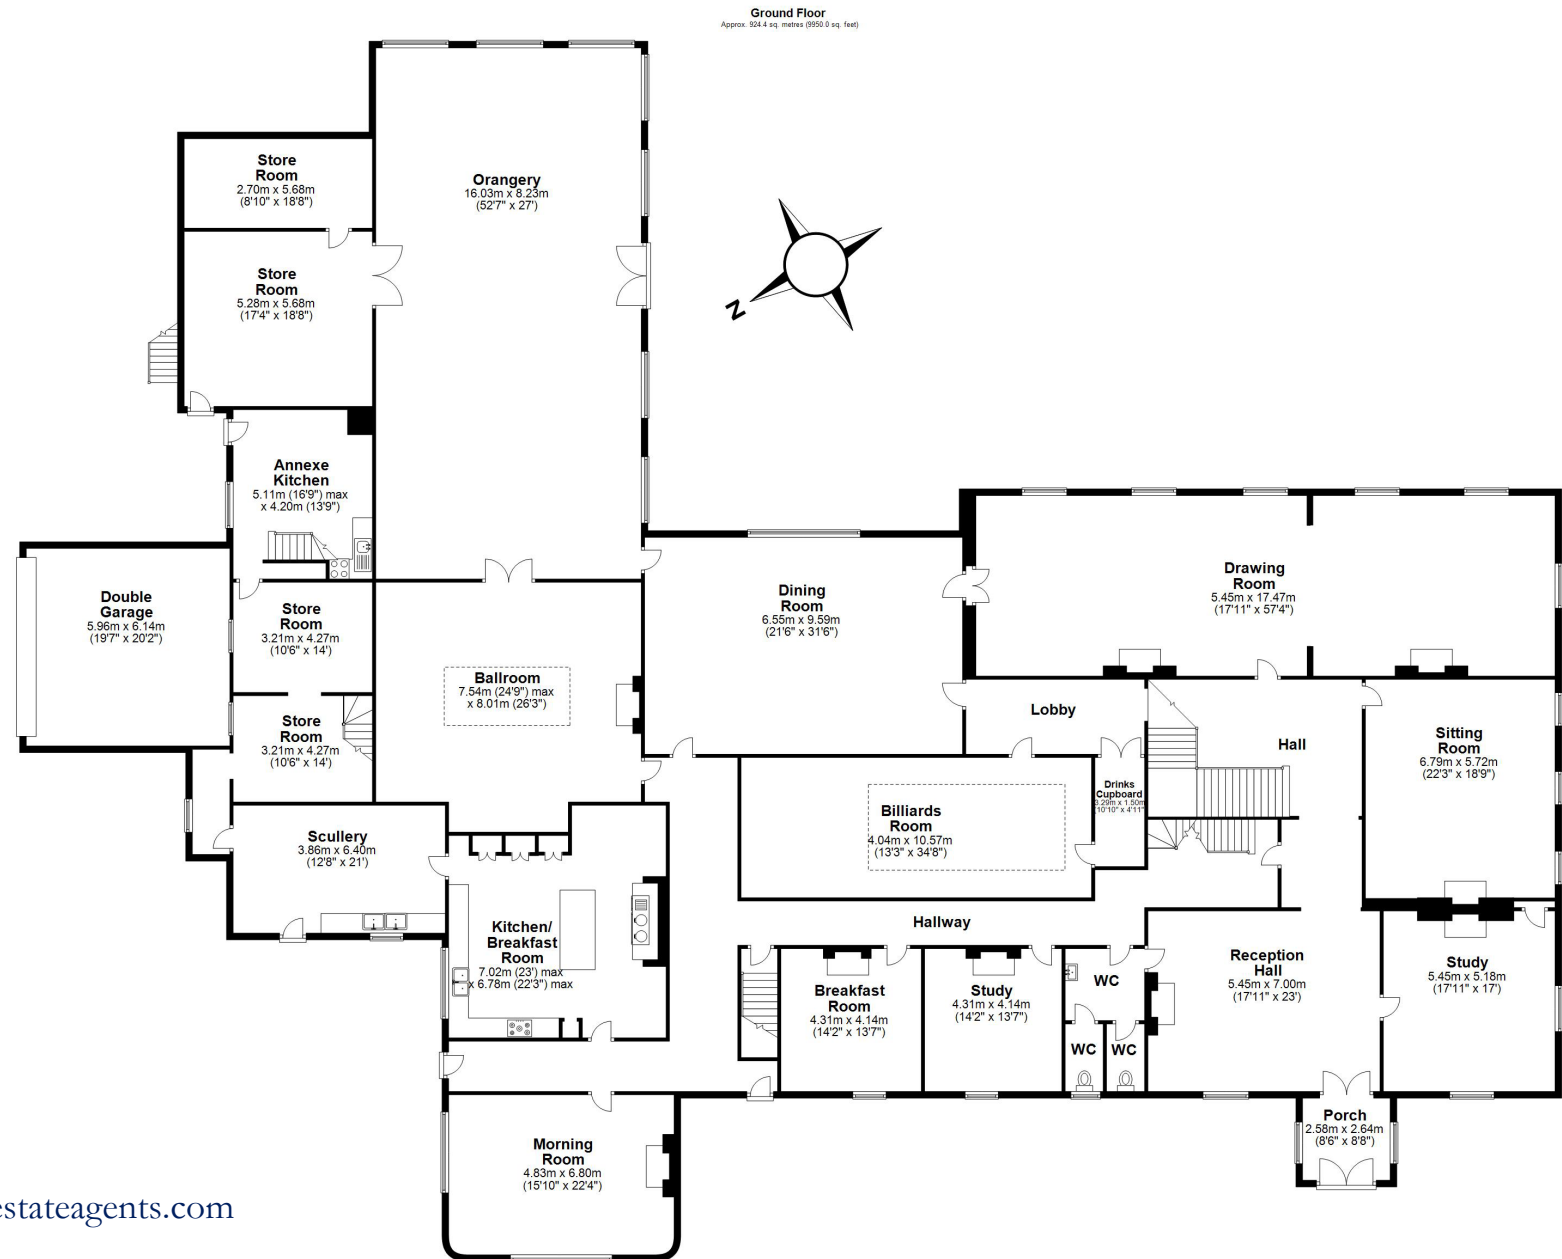 Ground Floor
Approx. 924.4 sq. metres (9950.0 sq. feet)
Store
Room
2.70m x 5.68m
(8'10" x 18'8")
Orangery
16.03m x 8.23m
(52'7" x 27')
Store
Room
5.28m x 5.68m
(17'4" x 18'8")
N
Annexe
Kitchen
5.11m (16'9") max
x 4.20m (13'9")
Double
Garage
5.96m x 6.14m
(19'7" x 20'2")
Store
Room
3.21m x 4.27m
(10'6" x 14')
Dining
Room
6.55m x 9.59m
(21'6" x 31'6")
Drawing
Room
5.45m x 17.47m
(17'11" x 57'4")
Ballroom
7.54m (24'9") max
x 8.01m (26'3")
Store
Room
3.21m x 4.27m
(10'6" x 14')
Lobby
Hall
Sitting
Room
6.79m x 5.72m
(22'3" x 18'9")
Drinks
Cupboard
3.29m x 1.50m
(10'10" x 4'11")
Billiards
Room
4.04m x 10.57m
(13'3" x 34'8")
Scullery
3.86m x 6.40m
(12'8" x 21')
Hallway
Kitchen/
Breakfast
Room
7.02m (23') max
x 6.78m (22'3") max
Breakfast
Room
4.31m x 4.14m
(14'2" x 13'7")
Study
4.31m x 4.14m
(14'2" x 13'7")
WC
WC
WC
Reception
Hall
5.45m x 7.00m
(17'11" x 23')
Study
5.45m x 5.18m
(17'11" x 17')
Porch
2.58m x 2.64m
(8'6" x 8'8")
Morning
Room
4.83m x 6.80m
(15'10" x 22'4")
estateagents.com